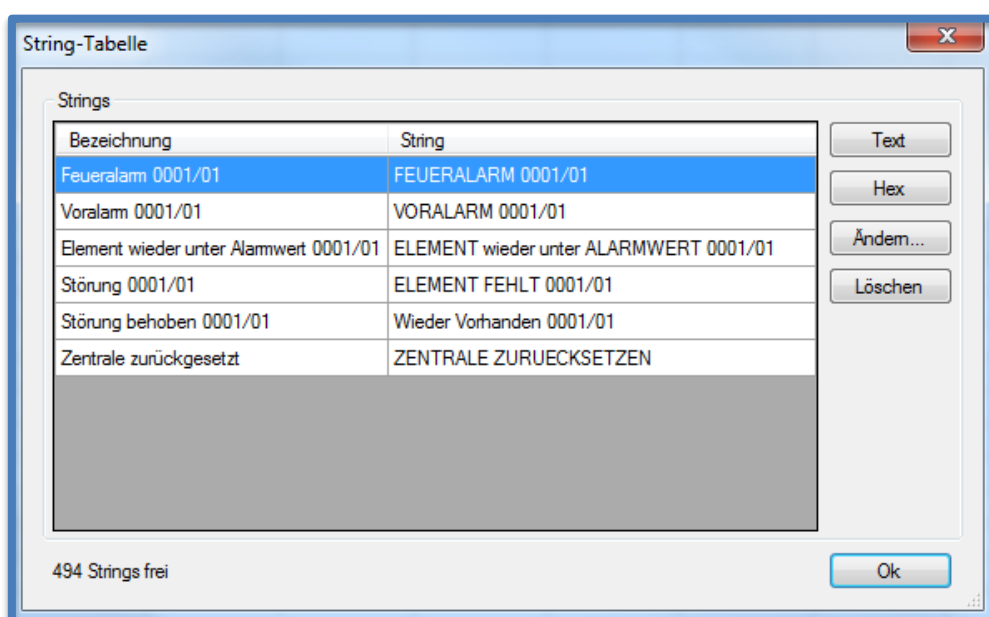 String-Tabelle
Strings
Bezeichnung String
Text
Feueralarm 0001/01 FEUERALARM 0001/01
Hex
Voralarm 0001/01 VORALARM 0001/01
Ändern...
Element wieder unter Alarmwert 0001/01 ELEMENT wieder unter ALARMWERT 0001/01
Störung 0001/01 ELEMENT FEHLT 0001/01
Löschen
Störung behoben 0001/01 Wieder Vorhanden 0001/01
Zentrale zurückgesetzt ZENTRALE ZURUECKSETZEN
494 Strings frei
Ok